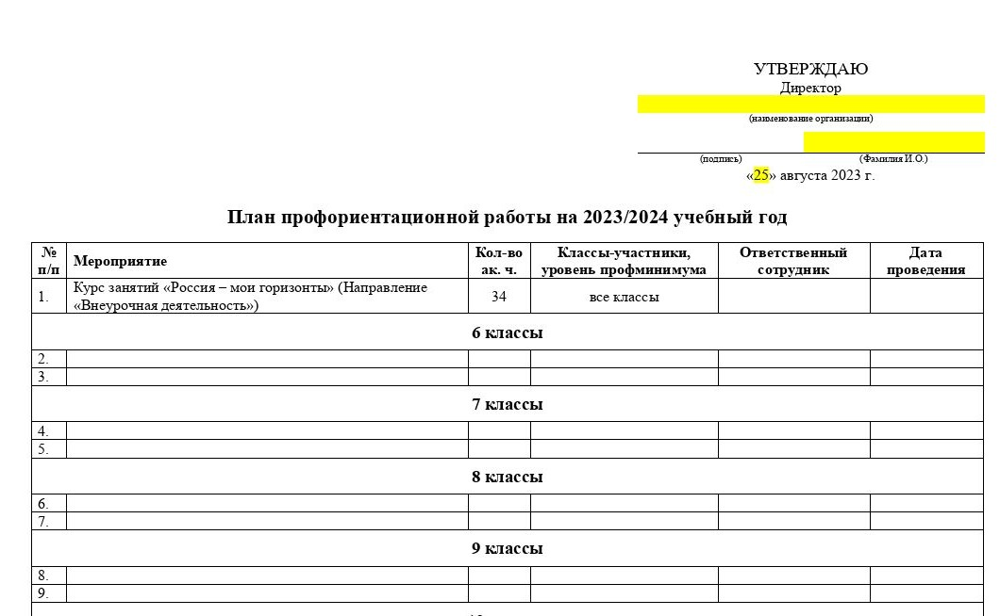 УТВЕРЖДАЮ
Директор
(наименование организации)
(подпись) (Фамилия И.О.)
«25» августа 2023 г.
План профориентационной работы на 2023/2024 учебный год
№ п/п Мероприятие Кол-во ак. ч. Классы-участники, уровень профминимума Ответственный сотрудник Дата проведения
1. Курс занятий «Россия – мои горизонты» (Направление «Внеурочная деятельность») 34 все классы
6 классы
2.
3.
7 классы
4.
5.
8 классы
6.
7.
9 классы
8.
9.